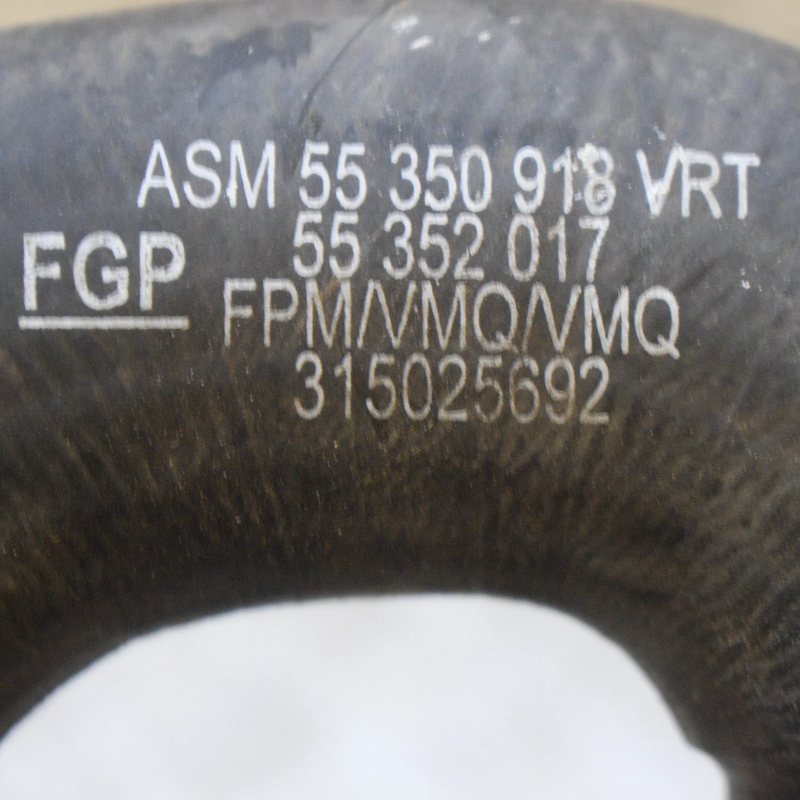 ASM 55 350 918 VRT
55 352 017
FGP
FPM/VMQ/VMQ
315025692